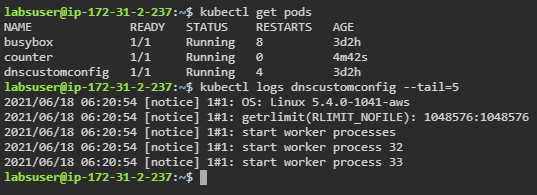 labsuser@ip-172-31-2-237:~$ kubectl get pods
NAME READY STATUS RESTARTS AGE
busybox 1/1 Running 8 3d2h
counter 1/1 Running 0 4m42s
dnscustomconfig 1/1 Running 4 3d2h
labsuser@ip-172-31-2-237:~$ kubectl logs dnscustomconfig --tail=5
2021/06/18 06:20:54 [notice] 1#1: OS: Linux 5.4.0-1041-aws
2021/06/18 06:20:54 [notice] 1#1: getrlimit(RLIMIT_NOFILE): 1048576:1048576
2021/06/18 06:20:54 [notice] 1#1: start worker processes
2021/06/18 06:20:54 [notice] 1#1: start worker process 32
2021/06/18 06:20:54 [notice] 1#1: start worker process 33
labsuser@ip-172-31-2-237:~$